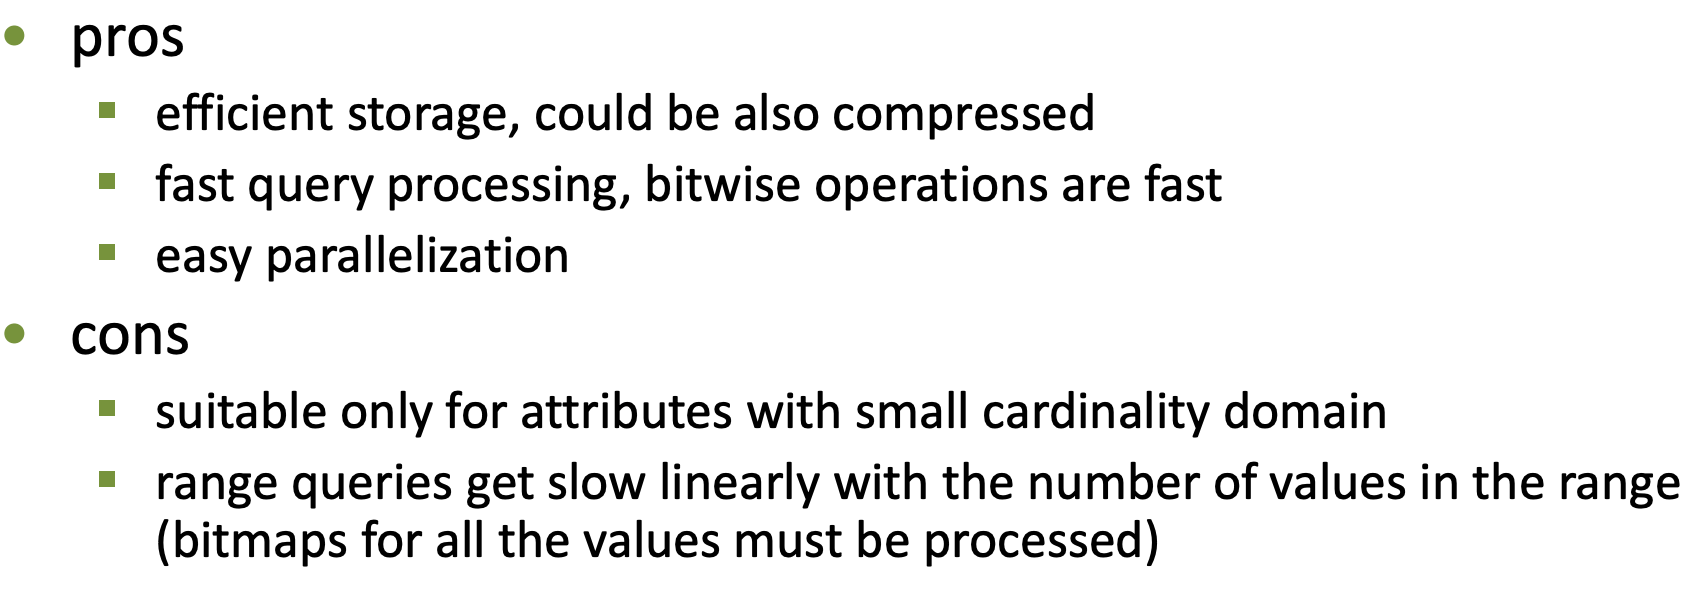 pros
efficient storage, could be also compressed
fast query processing, bitwise operations are fast
easy parallelization
cons
suitable only for attributes with small cardinality domain
range queries get slow linearly with the number of values in the range
(bitmaps for all the values must be processed)